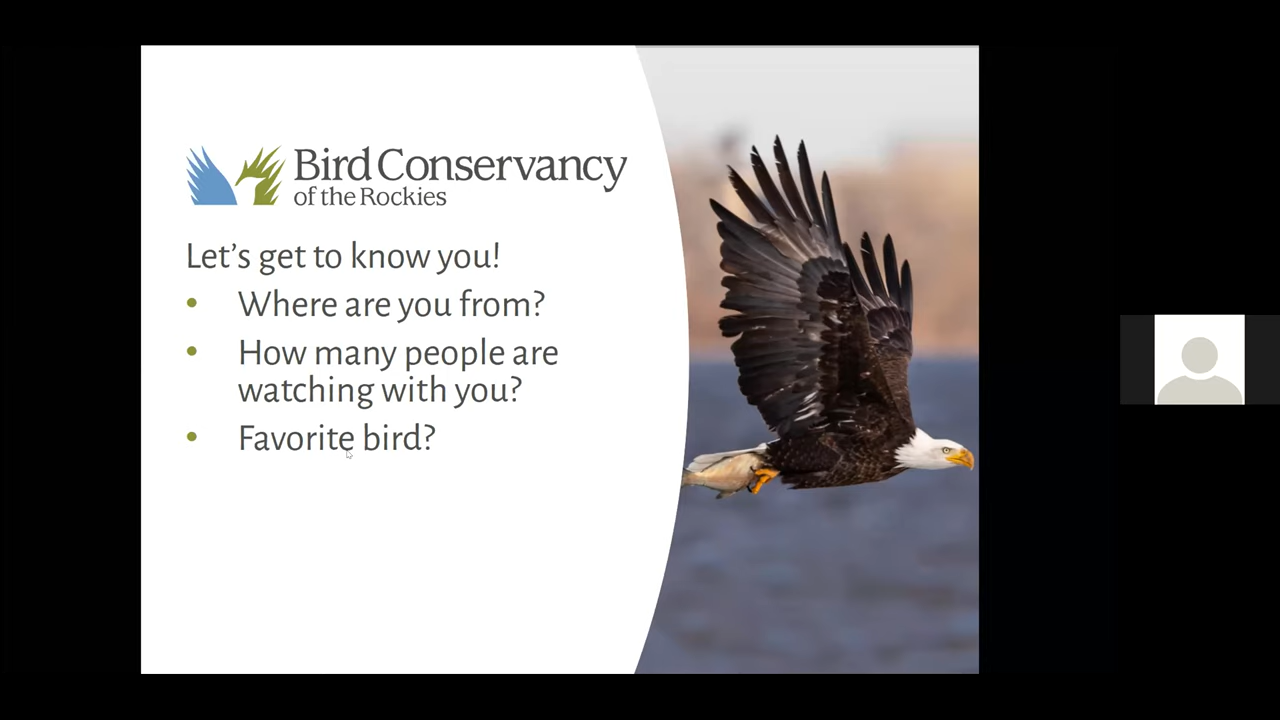 Bird Conservancy
of the Rockies
Let’s get to know you!
• Where are you from?
• How many people are
watching with you?
• Favorite bird?